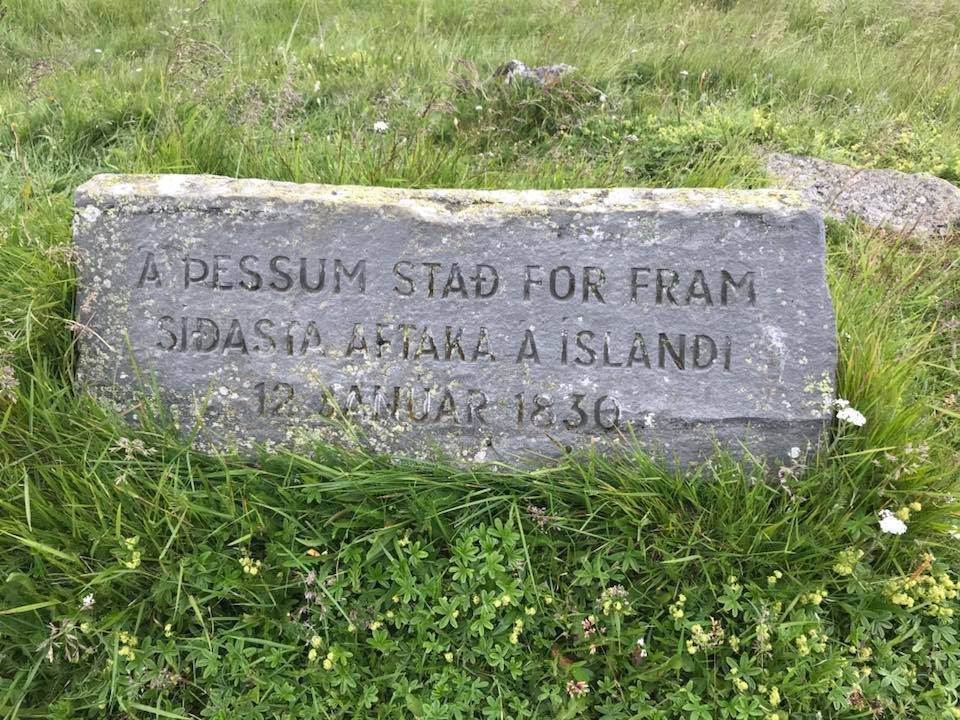 Á ÞESSUM STAÐ FÓR FRAM
SÍÐASTA AFTAKA Á ÍSLANDI
12. JANÚAR 1830